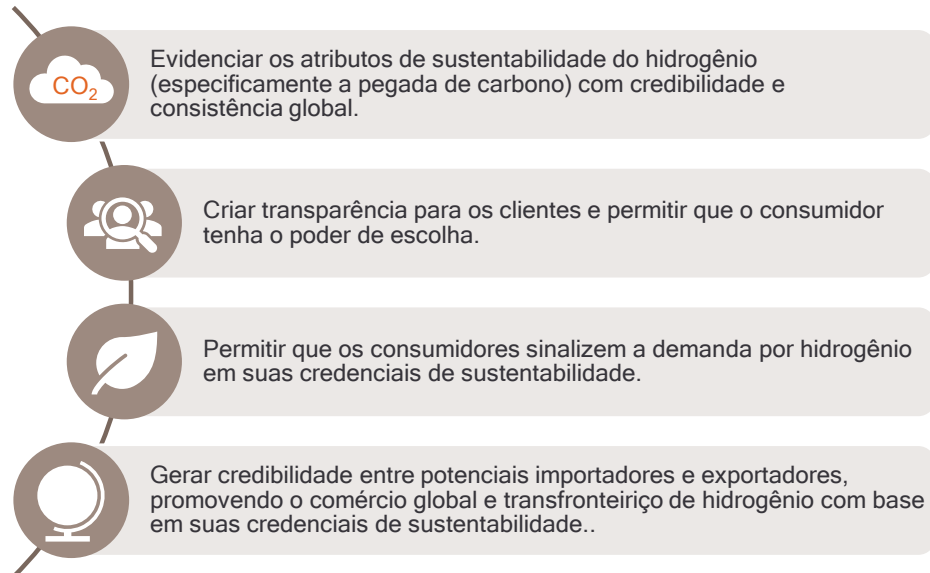 CO₂
Evidenciar os atributos de sustentabilidade do hidrogênio
(especificamente a pegada de carbono) com credibilidade e
consistência global.
Criar transparência para os clientes e permitir que o consumidor
tenha o poder de escolha.
Permitir que os consumidores sinalizem a demanda por hidrogênio
em suas credenciais de sustentabilidade.
Gerar credibilidade entre potenciais importadores e exportadores,
promovendo o comércio global e transfronteiriço de hidrogênio com base
em suas credenciais de sustentabilidade..